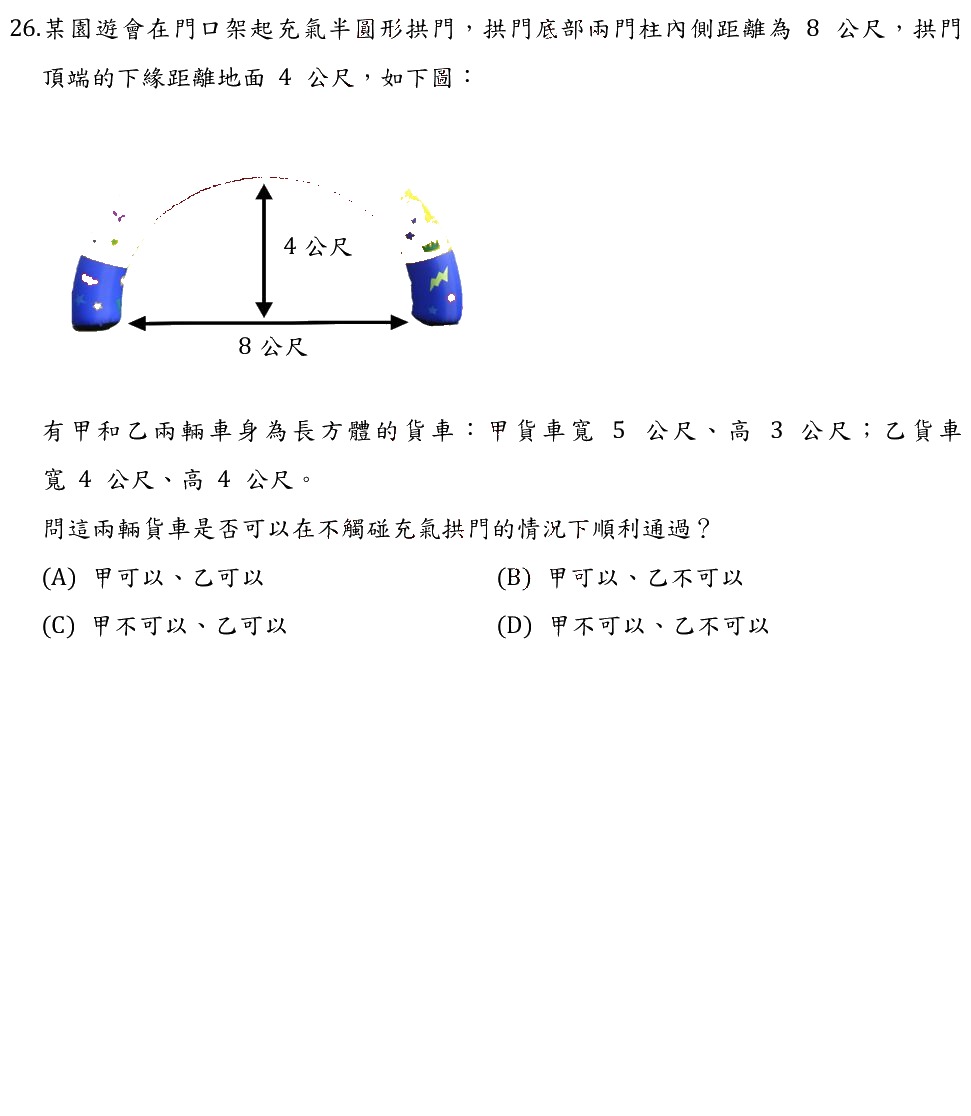 26.某園遊會在門口架起充氣半圓形拱門，拱門底部兩門柱內側距離為 8 公尺，拱門
頂端的下緣距離地面 4 公尺，如下圖：
4 公尺
8 公尺
有甲和乙兩輛車身為長方體的貨車：甲貨車寬 5 公尺、高 3 公尺；乙貨車
寬 4 公尺、高 4 公尺。
問這兩輛貨車是否可以在不觸碰充氣拱門的情況下順利通過？
(A) 甲可以、乙可以 (B) 甲可以、乙不可以
(C) 甲不可以、乙可以 (D) 甲不可以、乙不可以